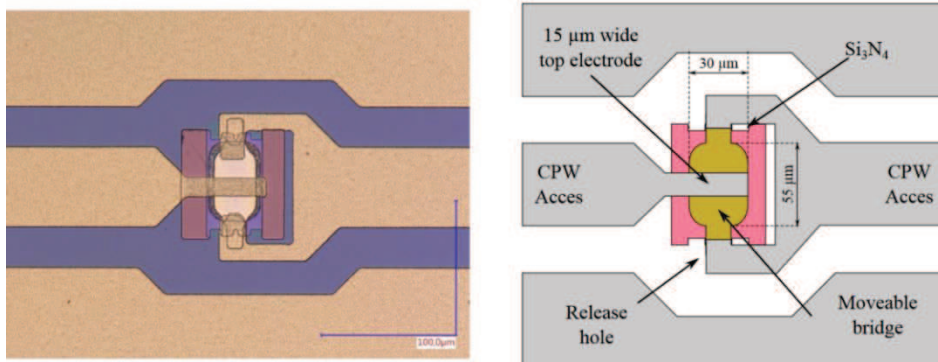 100.0µm
15 µm wide
top electrode
30 µm
Si3N4
55 µm
CPW
Acces
CPW
Acces
Release
hole
Moveable
bridge